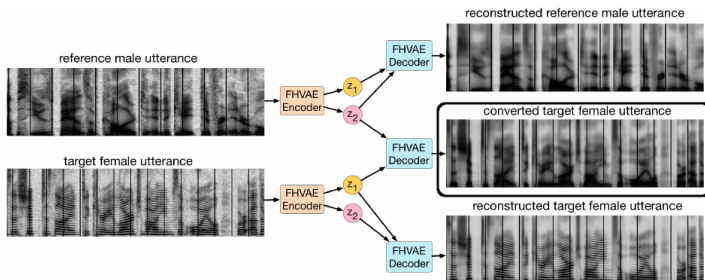 reference male utterance
FHVAE
Encoder
z1
z2
FHVAE
Decoder
reconstructed reference male utterance
FHVAE
Decoder
converted target female utterance
target female utterance
FHVAE
Encoder
z1
z2
FHVAE
Decoder
reconstructed target female utterance